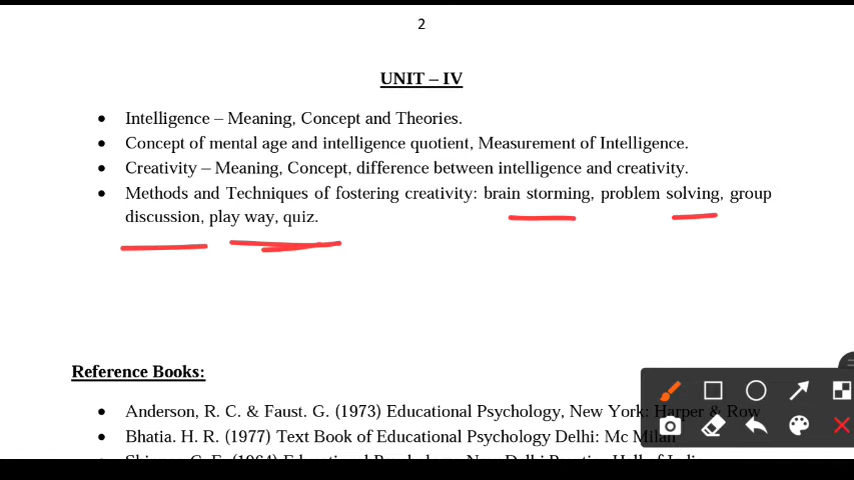 2
UNIT – IV
• Intelligence – Meaning, Concept and Theories.
• Concept of mental age and intelligence quotient, Measurement of Intelligence.
• Creativity – Meaning, Concept, difference between intelligence and creativity.
• Methods and Techniques of fostering creativity: brain storming, problem solving, group
discussion, play way, quiz.
Reference Books:
• Anderson, R. C. & Faust. G. (1973) Educational Psychology, New York: Harper & Row
• Bhatia. H. R. (1977) Text Book of Educational Psychology Delhi: Mc Milan